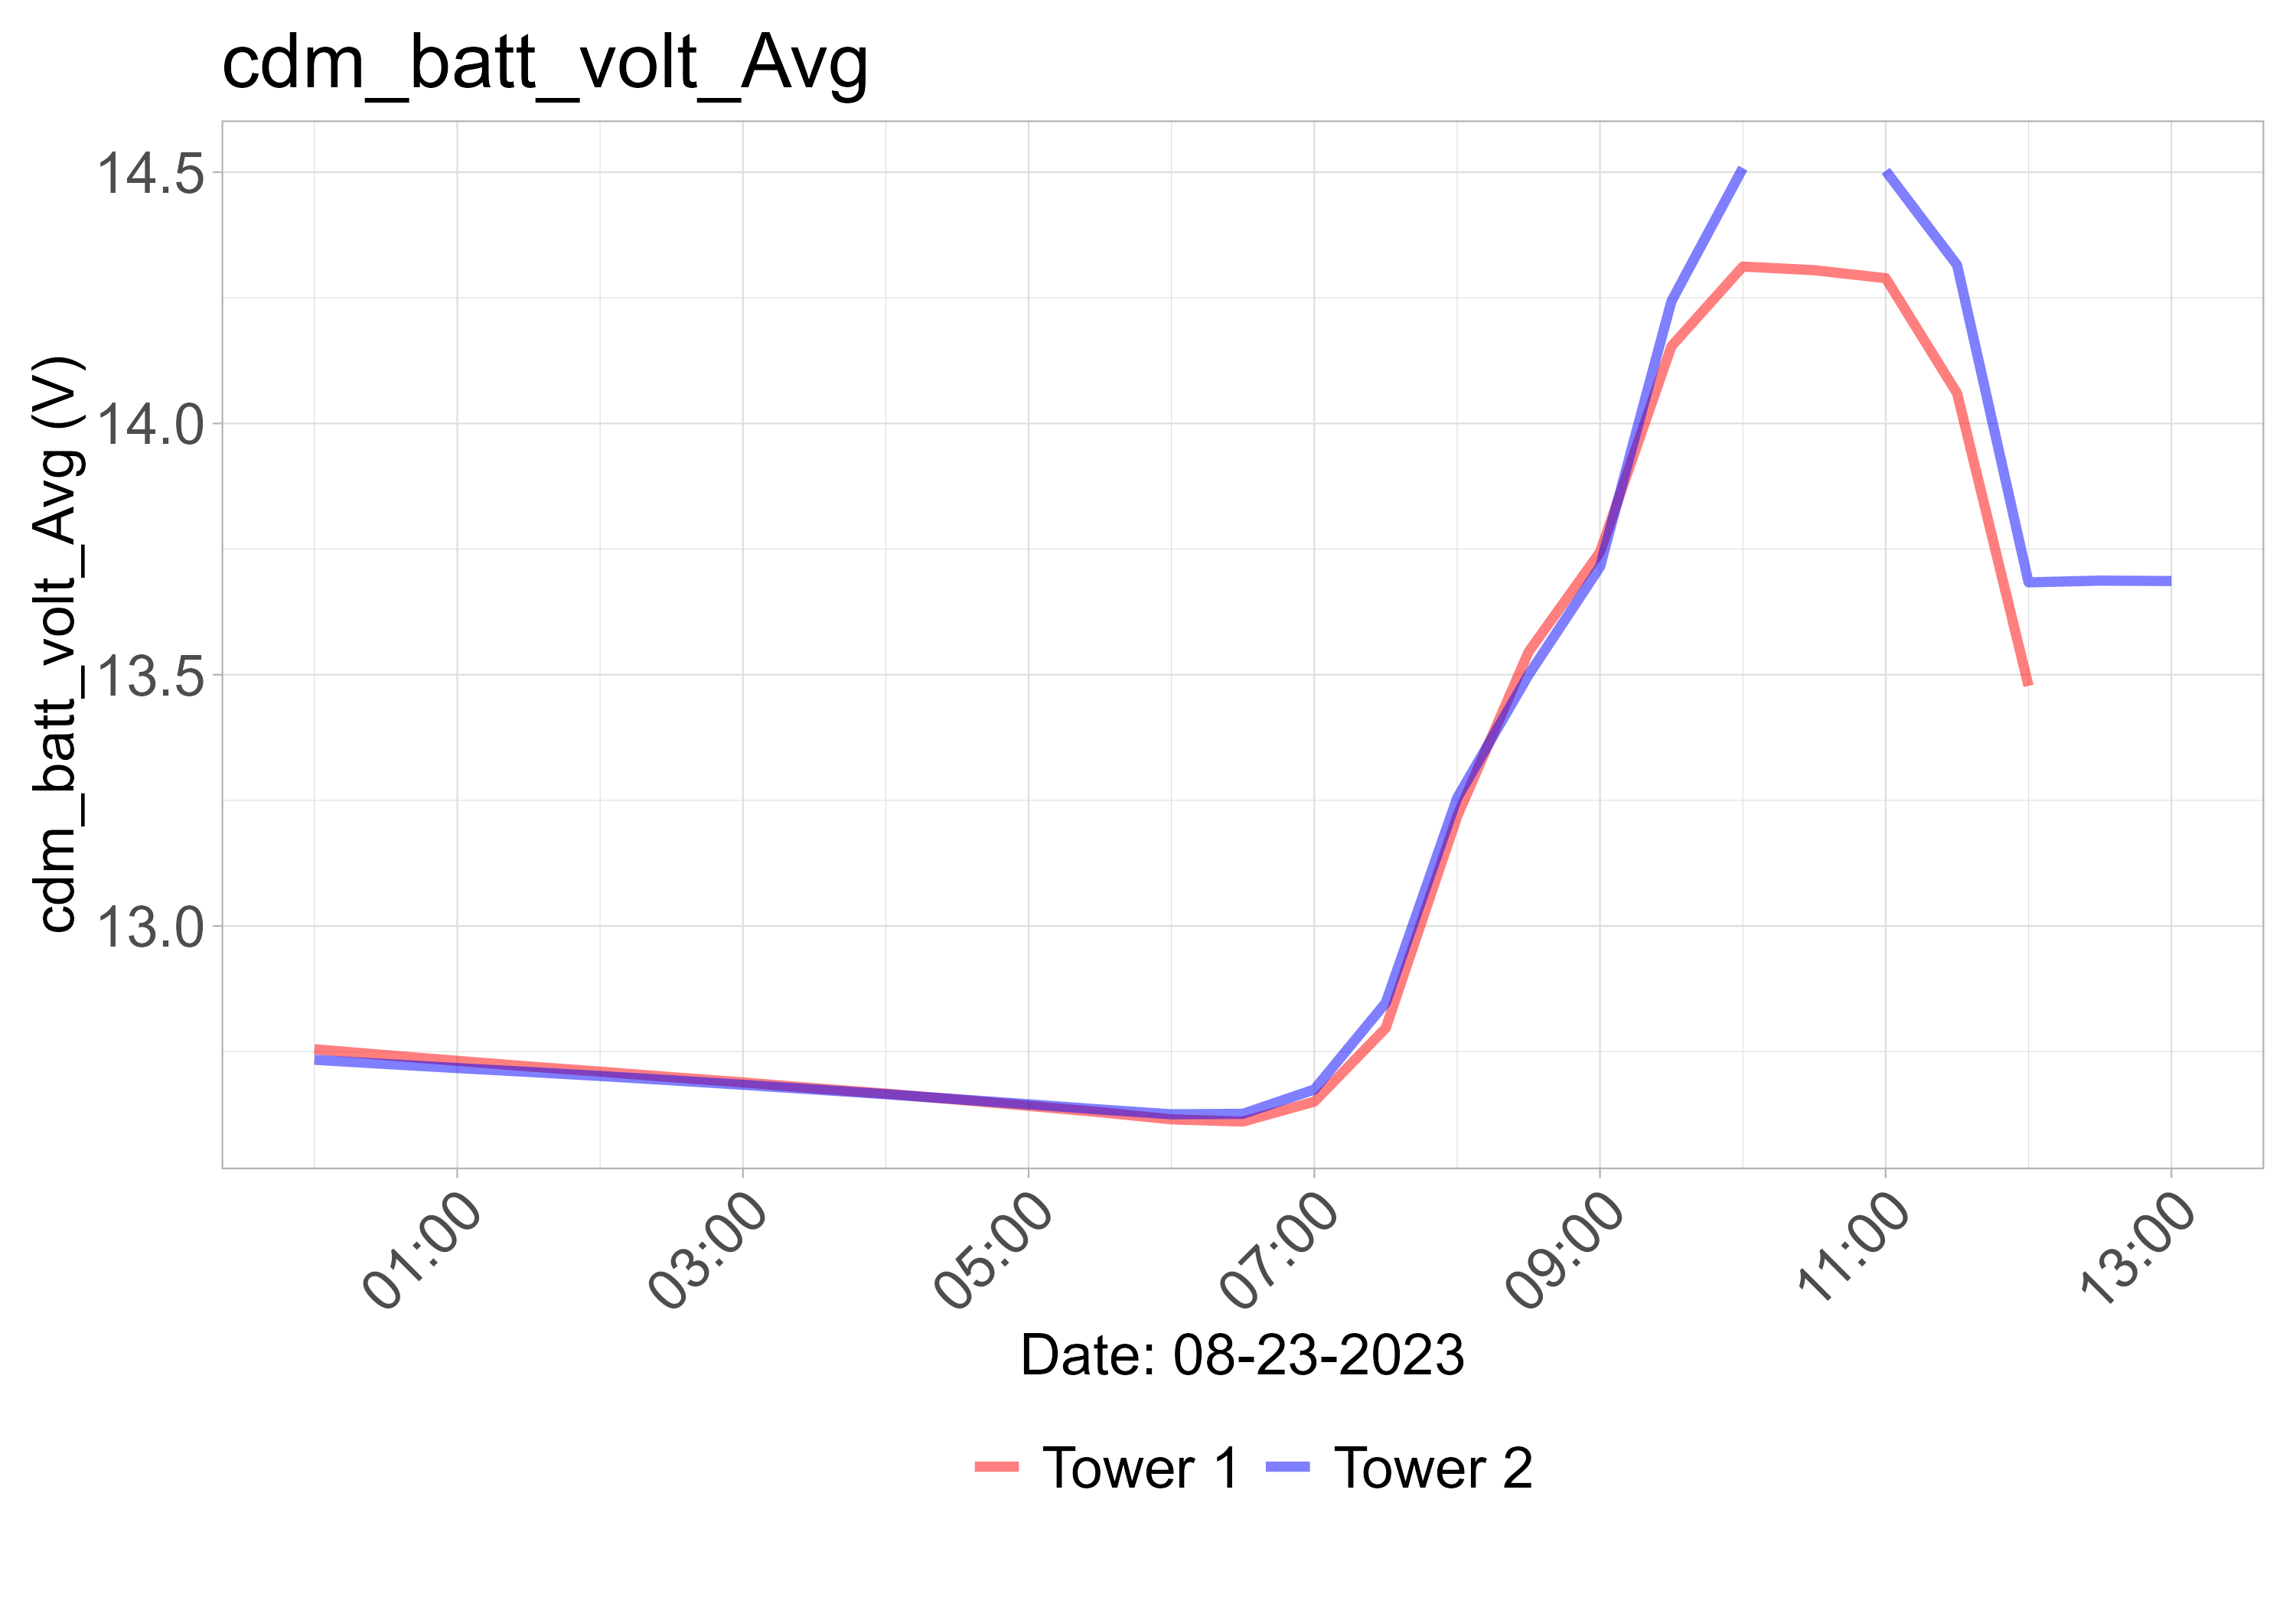 cdm_batt_volt_Avg
cdm_batt_volt_Avg (V)
14.5
14.0
13.5
13.0
01:00
03:00
05:00
07:00
09:00
11:00
13:00
Date: 08-23-2023
Tower 1
Tower 2